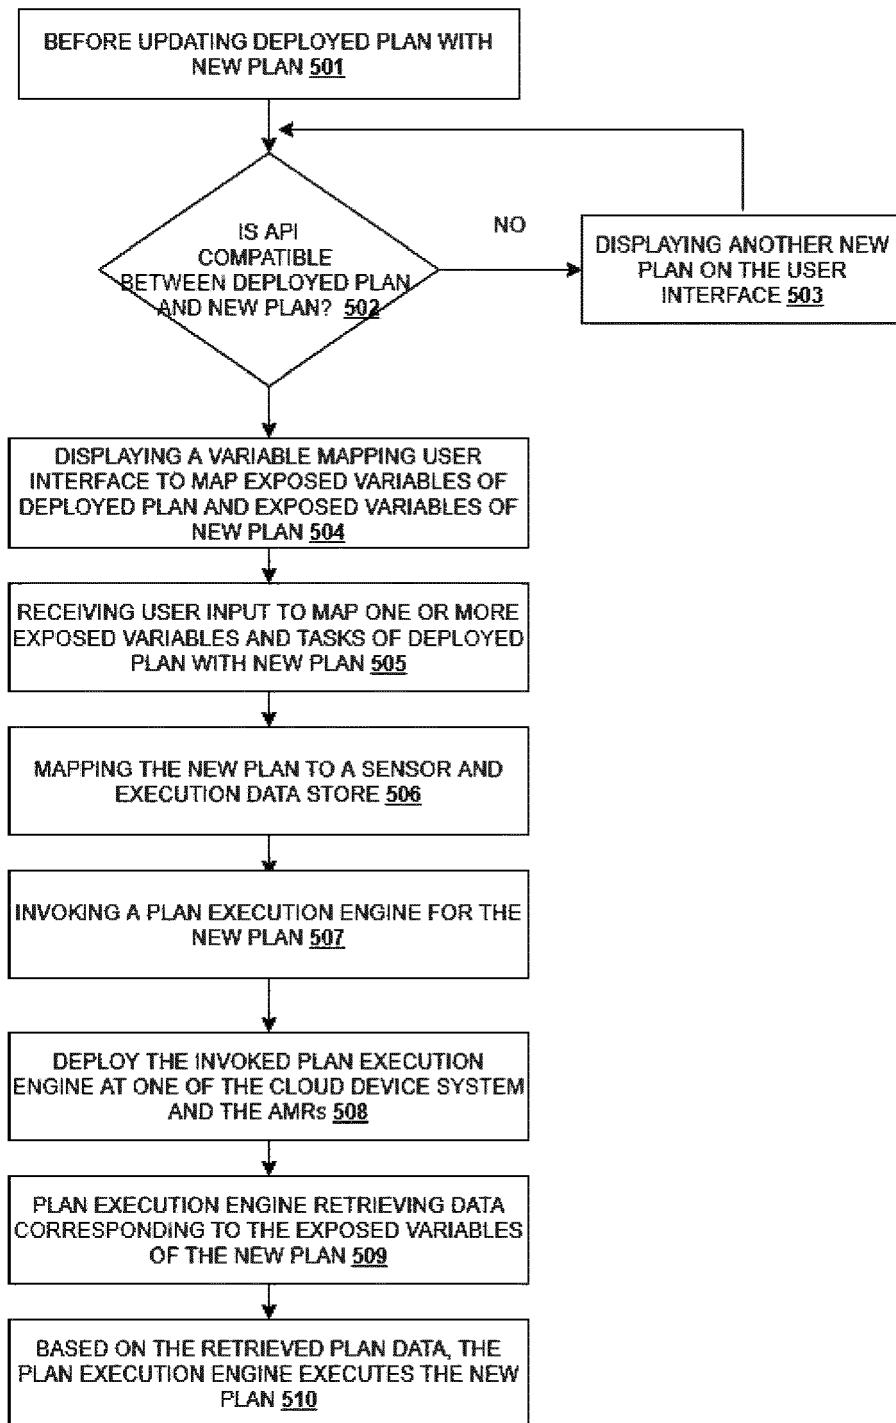 BEFORE UPDATING DEPLOYED PLAN WITH
NEW PLAN 501
IS API
COMPATIBLE
BETWEEN DEPLOYED PLAN
AND NEW PLAN? 502
NO
DISPLAYING ANOTHER NEW
PLAN ON THE USER
INTERFACE 503
DISPLAYING A VARIABLE MAPPING USER
INTERFACE TO MAP EXPOSED VARIABLES OF
DEPLOYED PLAN AND EXPOSED VARIABLES OF
NEW PLAN 504
RECEIVING USER INPUT TO MAP ONE OR MORE
EXPOSED VARIABLES AND TASKS OF DEPLOYED
PLAN WITH NEW PLAN 505
MAPPING THE NEW PLAN TO A SENSOR AND
EXECUTION DATA STORE 506
INVOKING A PLAN EXECUTION ENGINE FOR THE
NEW PLAN 507
DEPLOY THE INVOKED PLAN EXECUTION
ENGINE AT ONE OF THE CLOUD DEVICE SYSTEM
AND THE AMRs 508
PLAN EXECUTION ENGINE RETRIEVING DATA
CORRESPONDING TO THE EXPOSED VARIABLES
OF THE NEW PLAN 509
BASED ON THE RETRIEVED PLAN DATA, THE
PLAN EXECUTION ENGINE EXECUTES THE NEW
PLAN 510